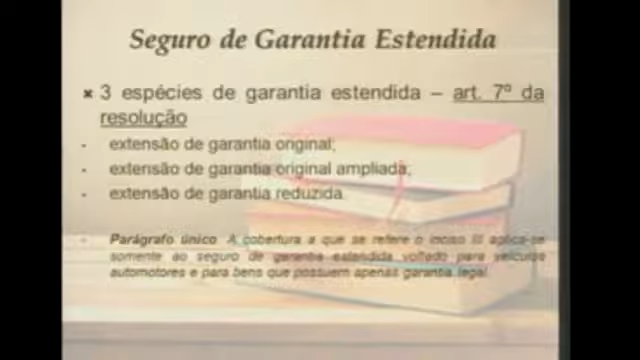 Seguro de Garantia Estendida
× 3 espécies de garantia estendida – art. 7º da
resolução
- extensão de garantia original;
- extensão de garantia original ampliada;
- extensão de garantia reduzida.
- Parágrafo único. A cobertura a que se refere o inciso III aplica-se
somente ao seguro de garantia estendida voltado para veículos
automotores e para bens que possuem apenas garantia legal.